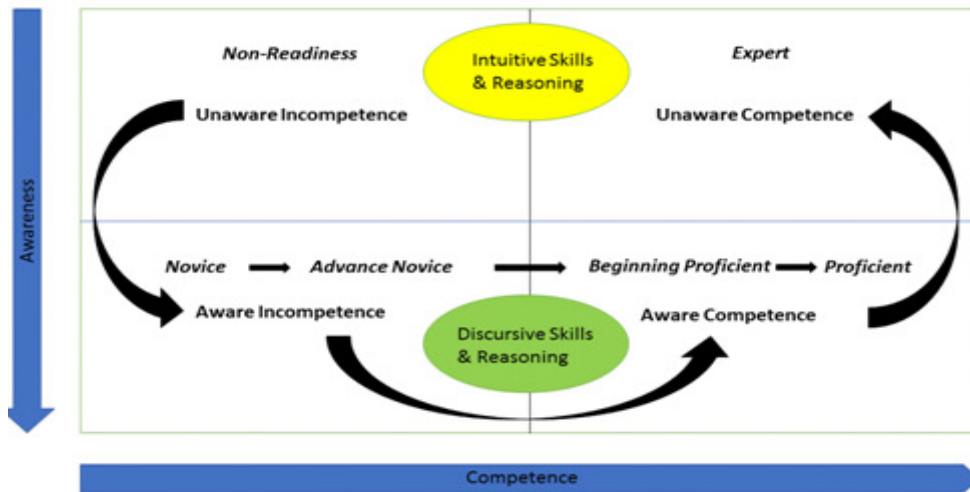 Awareness
Non-Readiness
Intuitive Skills
& Reasoning
Expert
Unaware Incompetence
Unaware Competence
Novice
Advance Novice
Beginning Proficient
Proficient
Aware Incompetence
Discursive Skills
& Reasoning
Aware Competence
Competence